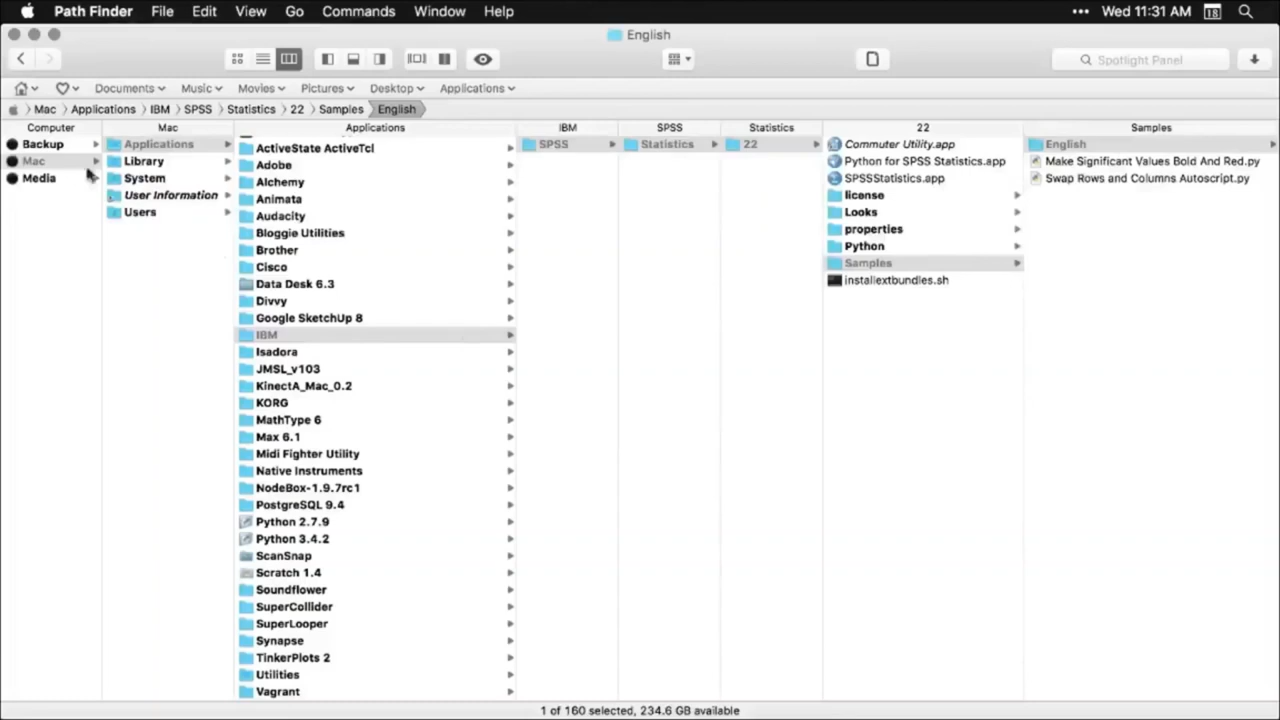 Path Finder File Edit View Go Commands Window Help ••• Wed 11:31 AM 18
English
Spotlight Panel
Documents Music Movies Pictures Desktop Applications
Mac Applications IBM SPSS Statistics 22 Samples English
Computer Mac Applications IBM SPSS Statistics 22 Samples
Backup
Mac
Media
Applications
Library
System
User Information
Users
ActiveState ActiveTcl
Adobe
Alchemy
Animata
Audacity
Bloggie Utilities
Brother
Cisco
Data Desk 6.3
Divvy
Google SketchUp 8
IBM
Isadora
JMSL_v103
KinectA_Mac_0.2
KORG
MathType 6
Max 6.1
Midi Fighter Utility
Native Instruments
NodeBox-1.9.7rc1
PostgreSQL 9.4
Python 2.7.9
Python 3.4.2
ScanSnap
Scratch 1.4
Soundflower
SuperCollider
SuperLooper
Synapse
TinkerPlots 2
Utilities
Vagrant
SPSS
Statistics
22
Commuter Utility.app
Python for SPSS Statistics.app
SPSSStatistics.app
license
Looks
properties
Python
Samples
installextbundles.sh
English
Make Significant Values Bold And Red.py
Swap Rows and Columns Autoscript.py
1 of 160 selected, 234.6 GB available